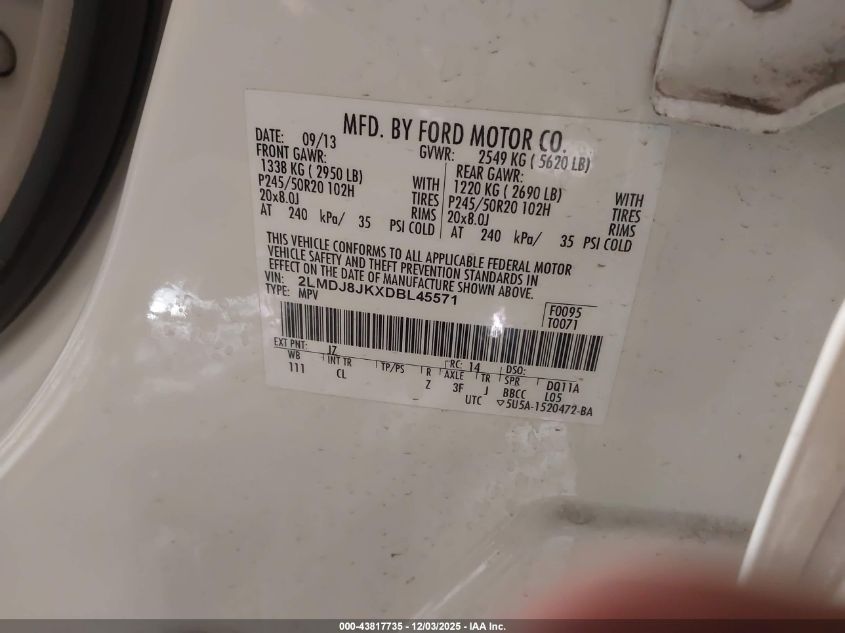 MFD. BY FORD MOTOR CO.
DATE: 09/13 GVWR: 2549 KG ( 5620 LB)
FRONT GAWR: REAR GAWR:
1338 KG ( 2950 LB) WITH 1220 KG ( 2690 LB) WITH
P245/50R20 102H TIRES P245/50R20 102H TIRES
20x8.0J RIMS 20x8.0J RIMS
AT 240 kPa/ 35 PSI COLD AT 240 kPa/ 35 PSI COLD
THIS VEHICLE CONFORMS TO ALL APPLICABLE FEDERAL MOTOR
VEHICLE SAFETY AND THEFT PREVENTION STANDARDS IN
EFFECT ON THE DATE OF MANUFACTURE SHOWN ABOVE.
VIN: 2LMDJ8JKXDBL45571
TYPE: MPV
F0095
T0071
EXT PNT: JZ RC: 14 DSO:
WB INT TR TP/PS R AXLE TR SPR DQ11A
111 CL Z 3F J BBCC L05
UTC ▽5U5A-1520472-BA
000-43817735 - 12/03/2025 - IAA Inc.